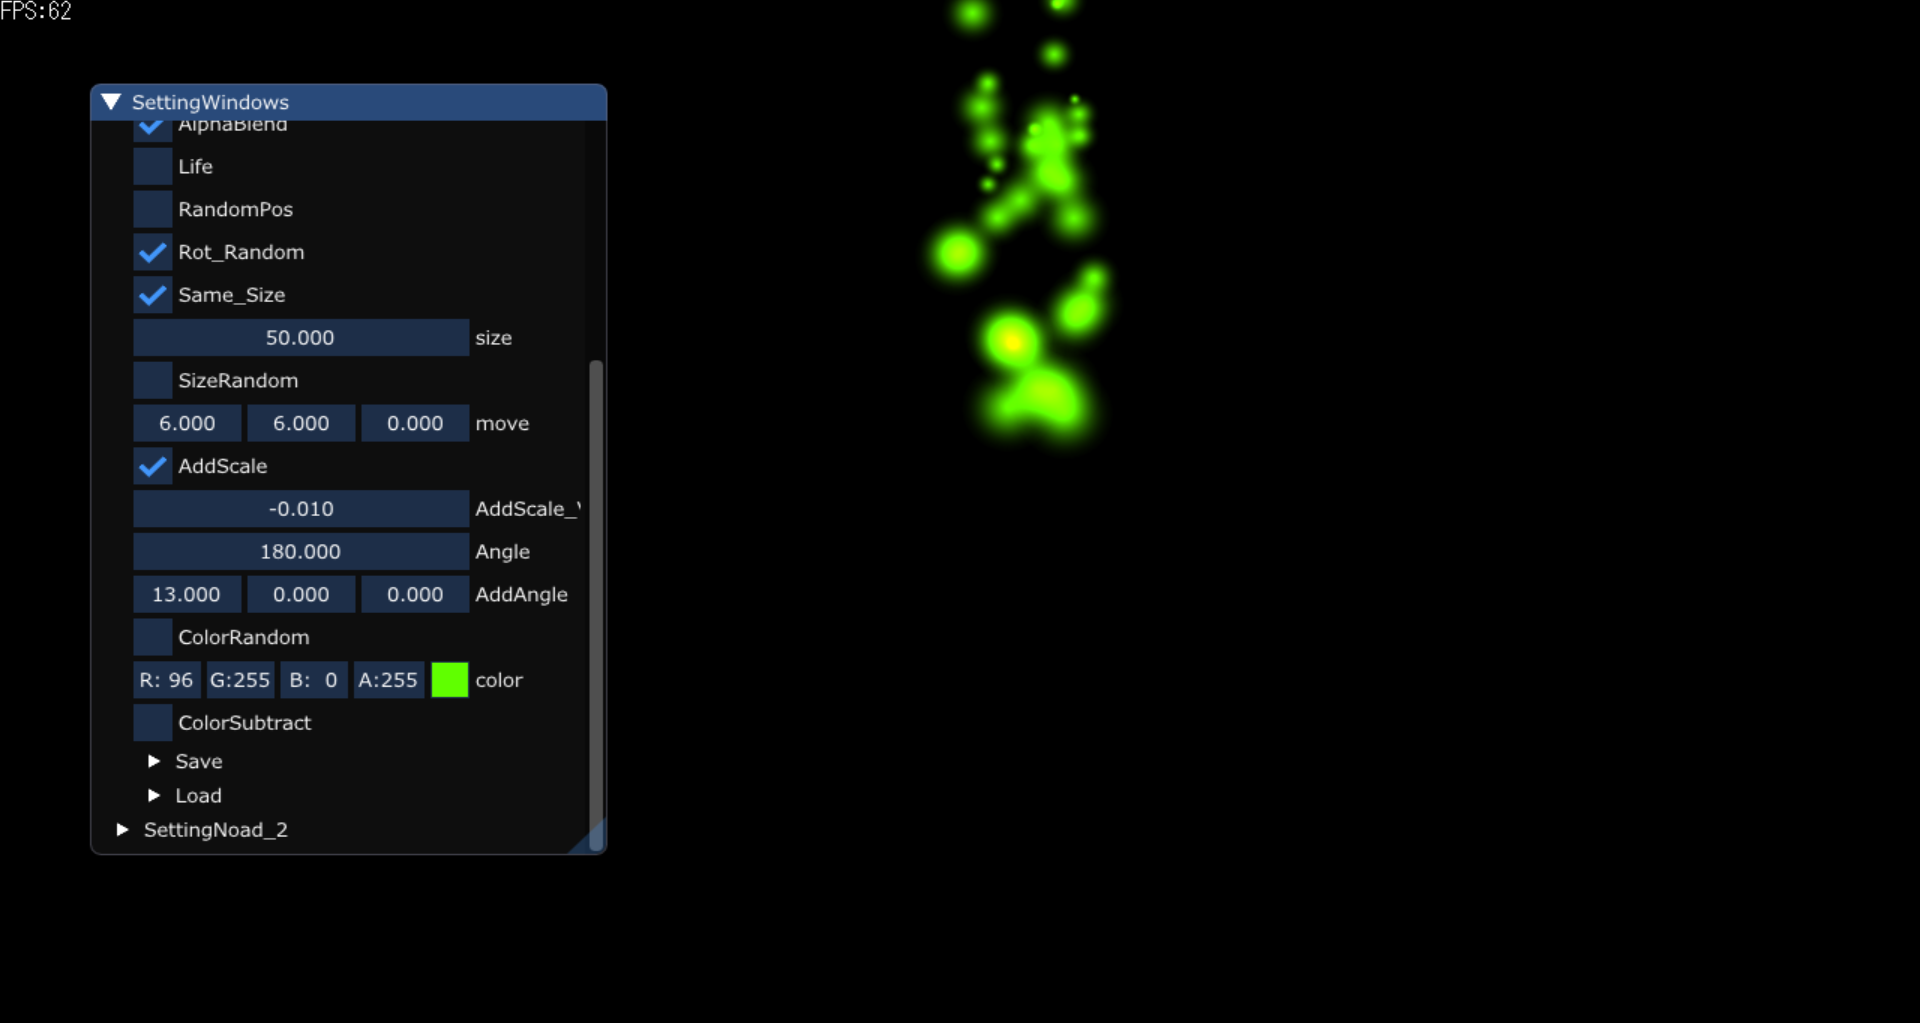 FPS:62
SettingWindows
AlphaBlend
Life
RandomPos
Rot_Random
Same_Size
50.000 size
SizeRandom
6.000 6.000 0.000 move
AddScale
-0.010 AddScale_
180.000 Angle
13.000 0.000 0.000 AddAngle
ColorRandom
R: 96 G:255 B: 0 A:255 color
ColorSubtract
Save
Load
SettingNoad_2